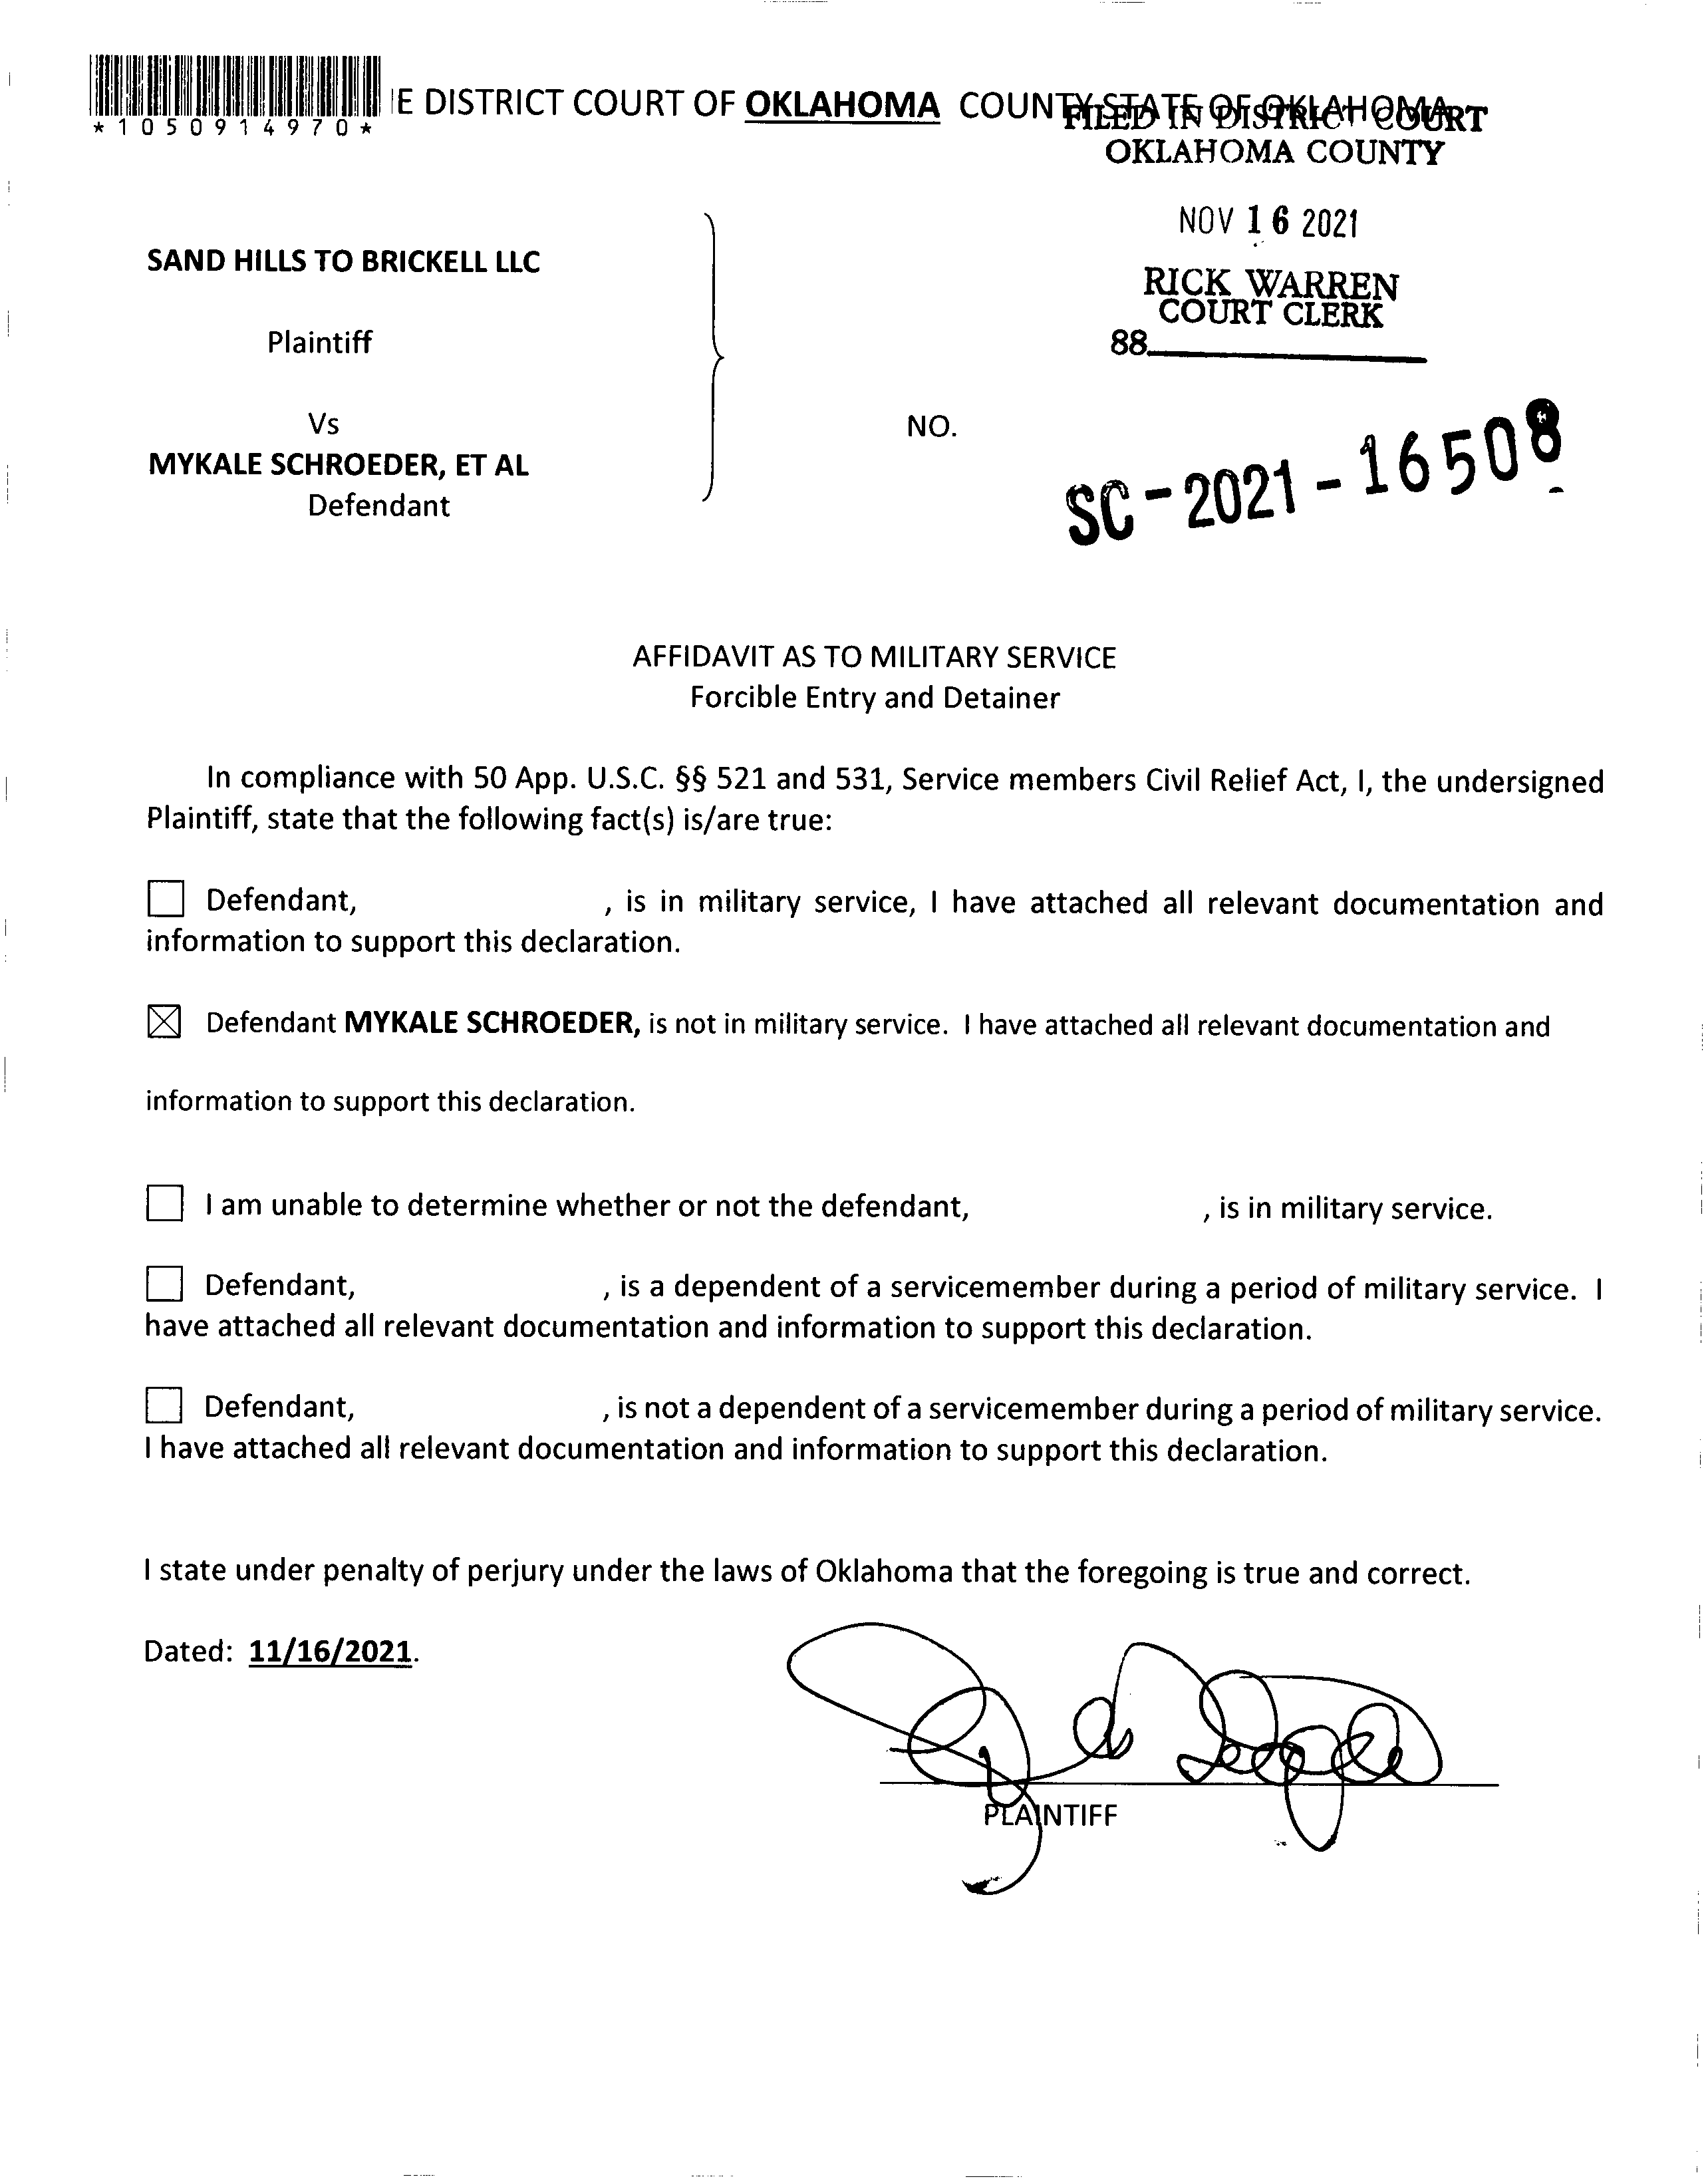 *1050914970*
E DISTRICT COURT OF OKLAHOMA COUNTY STATE OF OKLAHOMA
FILED IN DISTRICT COURT
OKLAHOMA COUNTY
NOV 16 2021
SAND HILLS TO BRICKELL LLC
RICK WARREN
COURT CLERK
Plaintiff
88
Vs
NO.
MYKALE SCHROEDER, ET AL
SC-2021-16508
Defendant
AFFIDAVIT AS TO MILITARY SERVICE
Forcible Entry and Detainer
In compliance with 50 App. U.S.C. §§ 521 and 531, Service members Civil Relief Act, I, the undersigned
Plaintiff, state that the following fact(s) is/are true:
Defendant, , is in military service, I have attached all relevant documentation and
information to support this declaration.
Defendant MYKALE SCHROEDER, is not in military service. I have attached all relevant documentation and
information to support this declaration.
I am unable to determine whether or not the defendant, , is in military service.
Defendant, , is a dependent of a servicemember during a period of military service. I
have attached all relevant documentation and information to support this declaration.
Defendant, , is not a dependent of a servicemember during a period of military service.
I have attached all relevant documentation and information to support this declaration.
I state under penalty of perjury under the laws of Oklahoma that the foregoing is true and correct.
Dated: 11/16/2021.
PLAINTIFF